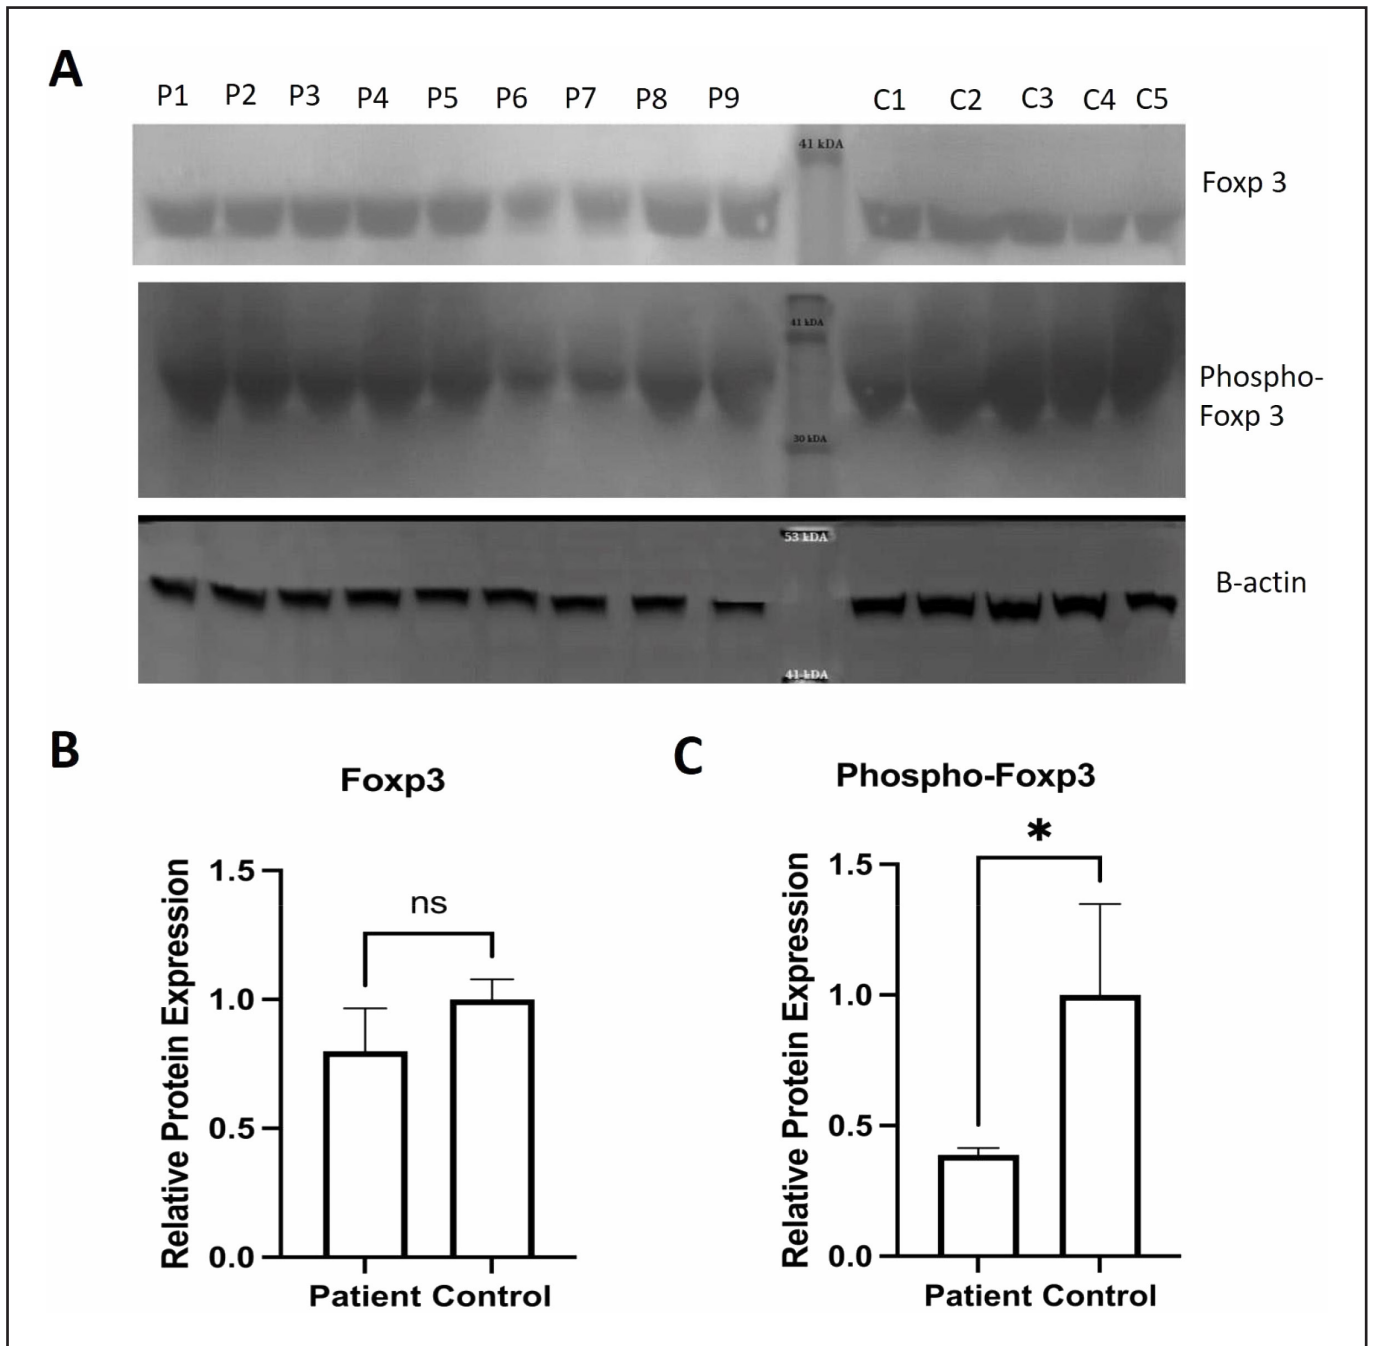 A
P1 P2 P3 P4 P5 P6 P7 P8 P9 C1 C2 C3 C4 C5
41 kDA
Foxp 3
41 kDA
Phospho-
Foxp 3
30 kDA
53 kDA
B-actin
41 kDA
B
Foxp3
ns
Relative Protein Expression
1.5
1.0
0.5
0.0
Patient Control
C
Phospho-Foxp3
*
Relative Protein Expression
1.5
1.0
0.5
0.0
Patient Control